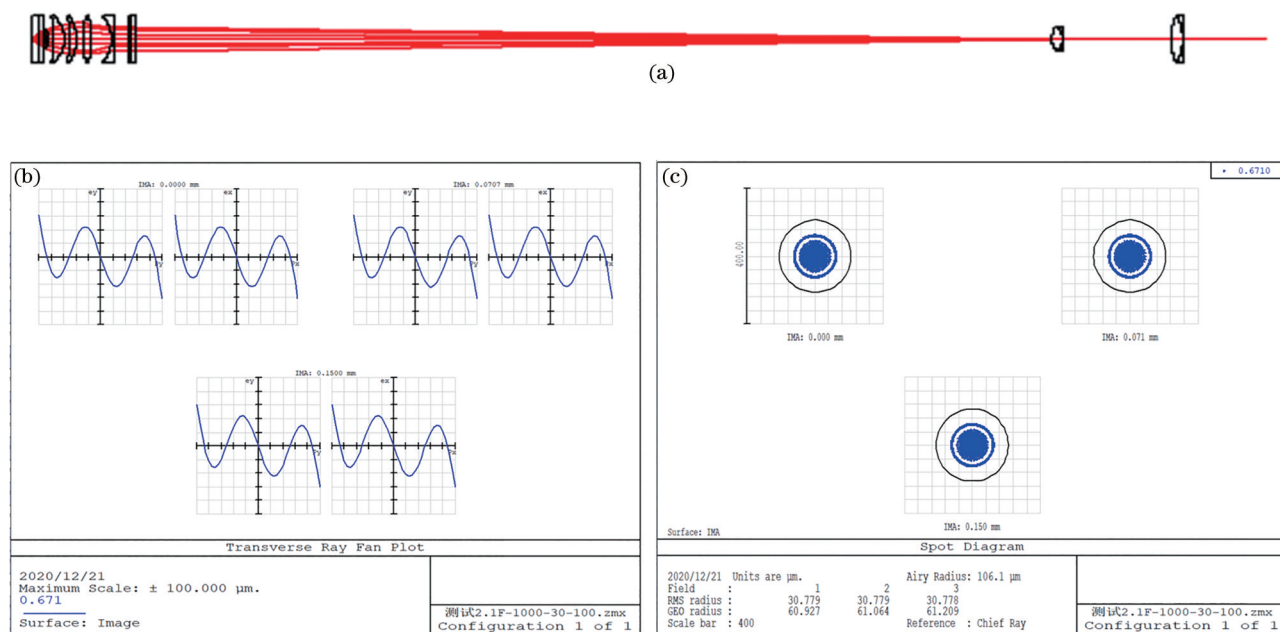 (a)
(b)
IMA: 0.0000 mm
ey
ex
Py
Px
IMA: 0.0707 mm
ey
ex
Py
Px
IMA: 0.1500 mm
ey
ex
Py
Px
Transverse Ray Fan Plot
2020/12/21
Maximum Scale: ± 100.000 μm.
0.671
Surface: Image
测试2.1F-1000-30-100.zmx
Configuration 1 of 1
(c)
0.6710
400.00
IMA: 0.000 mm
IMA: 0.071 mm
IMA: 0.150 mm
Surface: IMA
Spot Diagram
2020/12/21 Units are μm. Airy Radius: 106.1 μm
Field : 1 2 3
RMS radius : 30.779 30.779 30.778
GEO radius : 60.927 61.064 61.209
Scale bar : 400 Reference : Chief Ray
测试2.1F-1000-30-100.zmx
Configuration 1 of 1